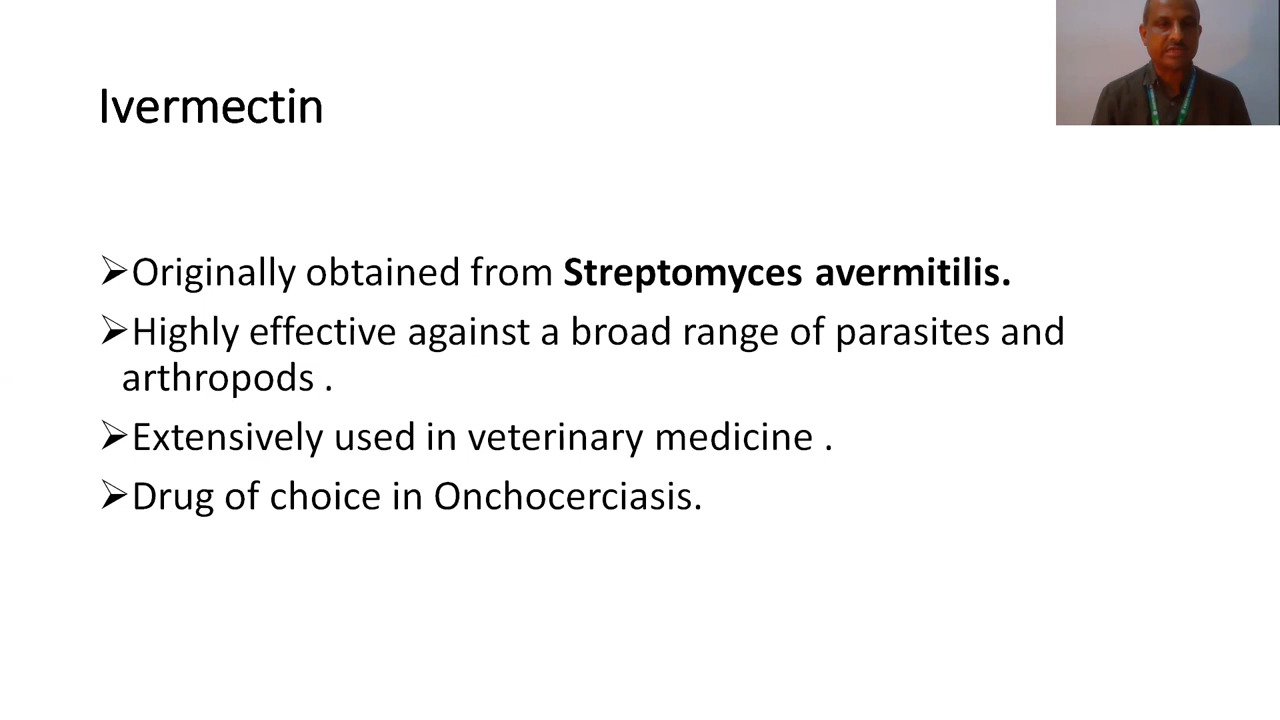 Ivermectin
➢Originally obtained from Streptomyces avermitilis.
➢Highly effective against a broad range of parasites and
arthropods .
➢Extensively used in veterinary medicine .
➢Drug of choice in Onchocerciasis.